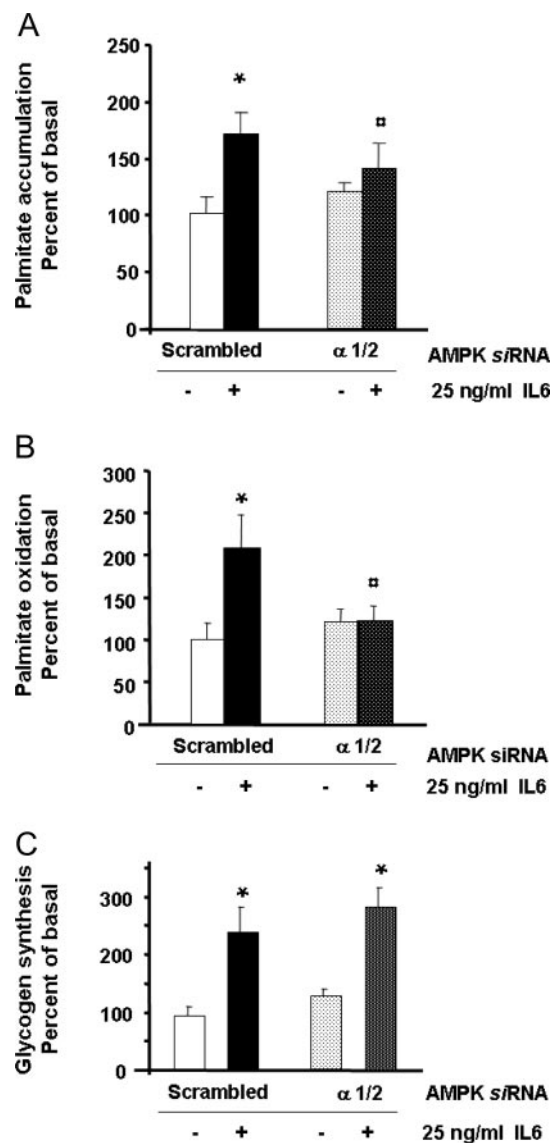 A
Palmitate accumulation
Percent of basal
250
200
150
100
50
0
*
¤
Scrambled α 1/2 AMPK siRNA
- + - + 25 ng/ml IL6
B
Palmitate oxidation
Percent of basal
300
250
200
150
100
50
0
*
¤
Scrambled α 1/2 AMPK siRNA
- + - + 25 ng/ml IL6
C
Glycogen synthesis
Percent of basal
300
200
100
0
*
*
Scrambled α 1/2 AMPK siRNA
- + - + 25 ng/ml IL6